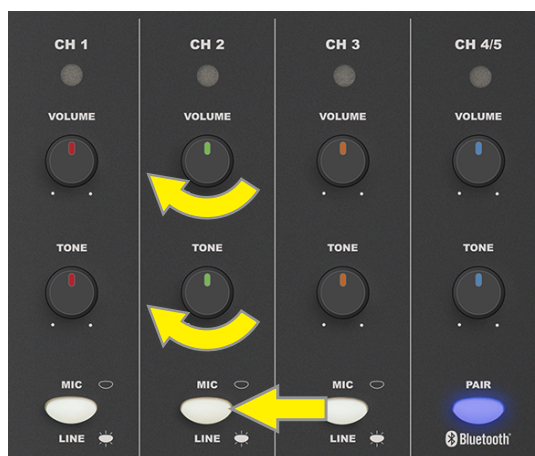 CH 1 CH 2 CH 3 CH 4/5
VOLUME VOLUME VOLUME VOLUME
TONE TONE TONE TONE
MIC MIC MIC PAIR
LINE LINE LINE Bluetooth